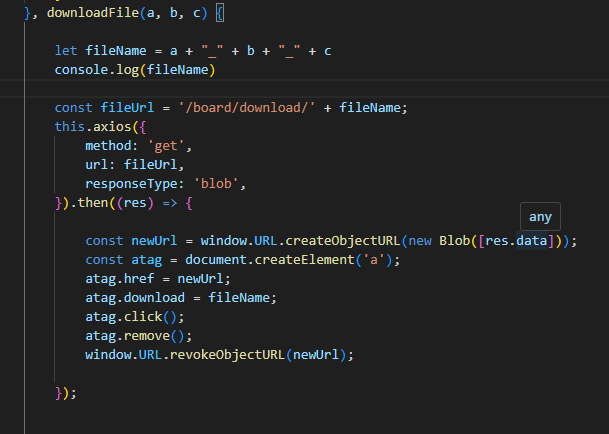 }, downloadFile(a, b, c) {
let fileName = a + "_" + b + "_" + c
console.log(fileName)
const fileUrl = '/board/download/' + fileName;
this.axios({
method: 'get',
url: fileUrl,
responseType: 'blob',
}).then((res) => {
any
const newUrl = window.URL.createObjectURL(new Blob([res.data]));
const atag = document.createElement('a');
atag.href = newUrl;
atag.download = fileName;
atag.click();
atag.remove();
window.URL.revokeObjectURL(newUrl);
});